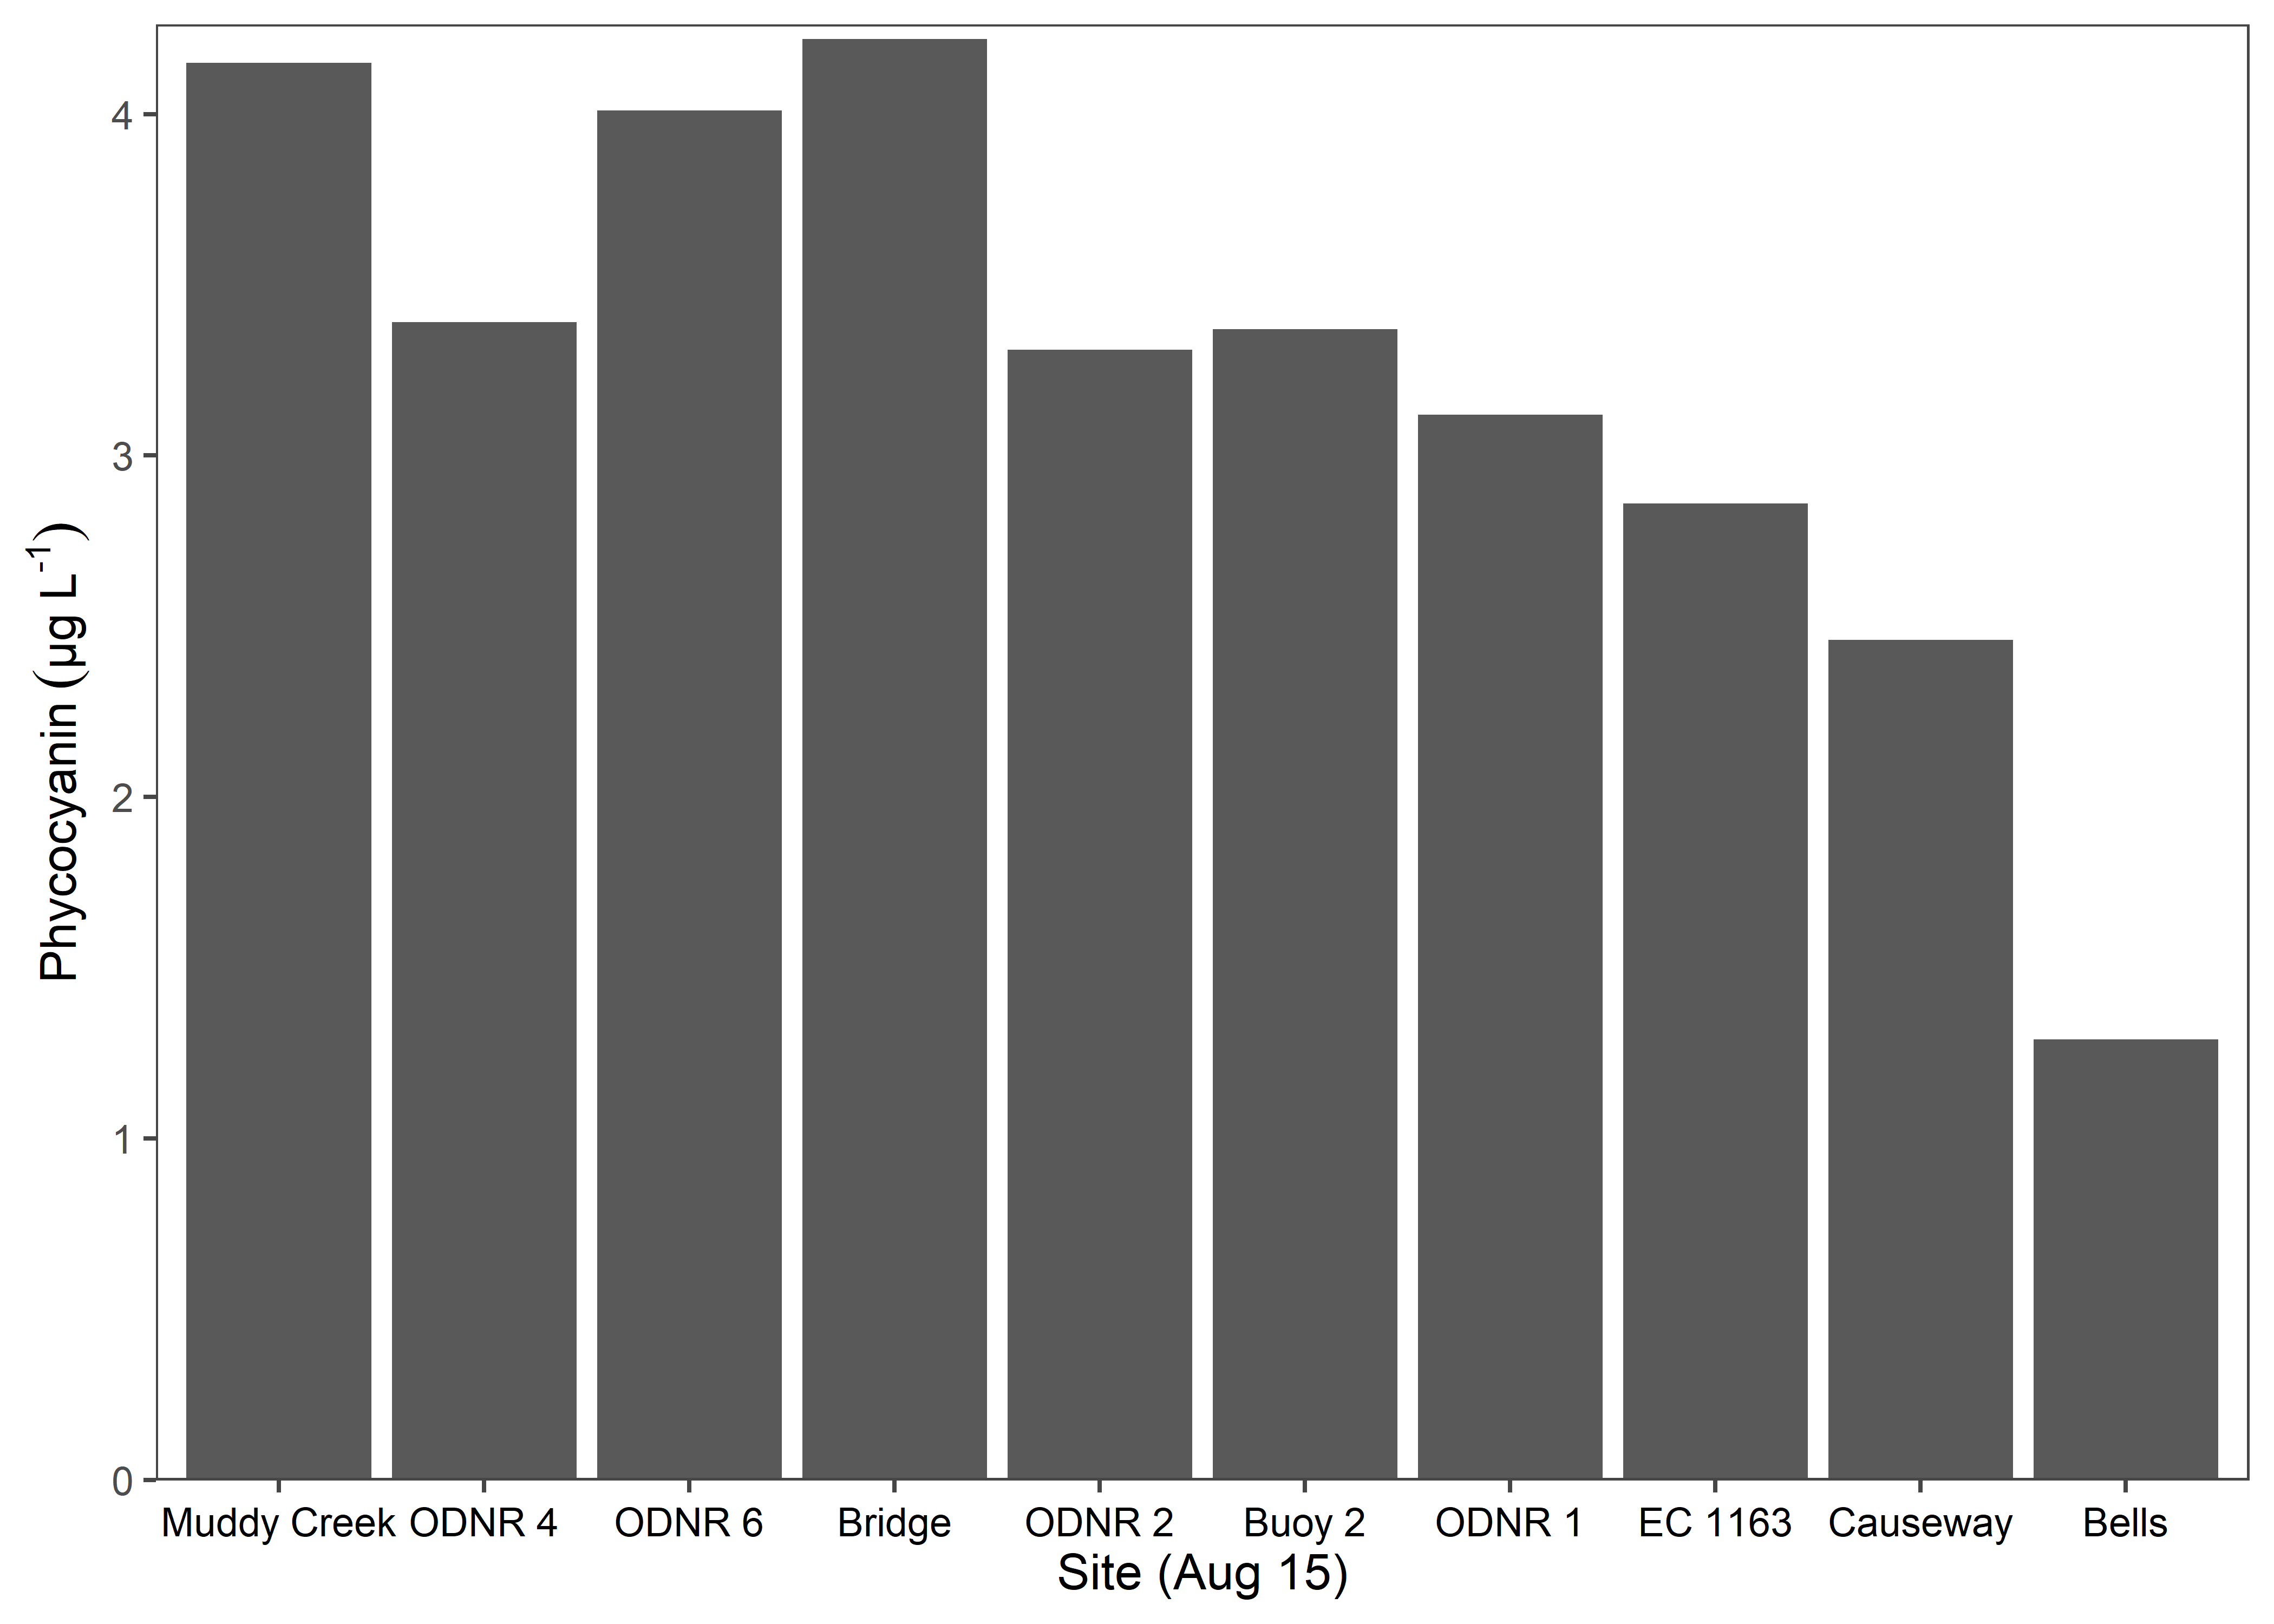 Phycocyanin (µg L⁻¹)
4
3
2
1
0
Muddy Creek ODNR 4 ODNR 6 Bridge ODNR 2 Buoy 2 ODNR 1 EC 1163 Causeway Bells
Site (Aug 15)